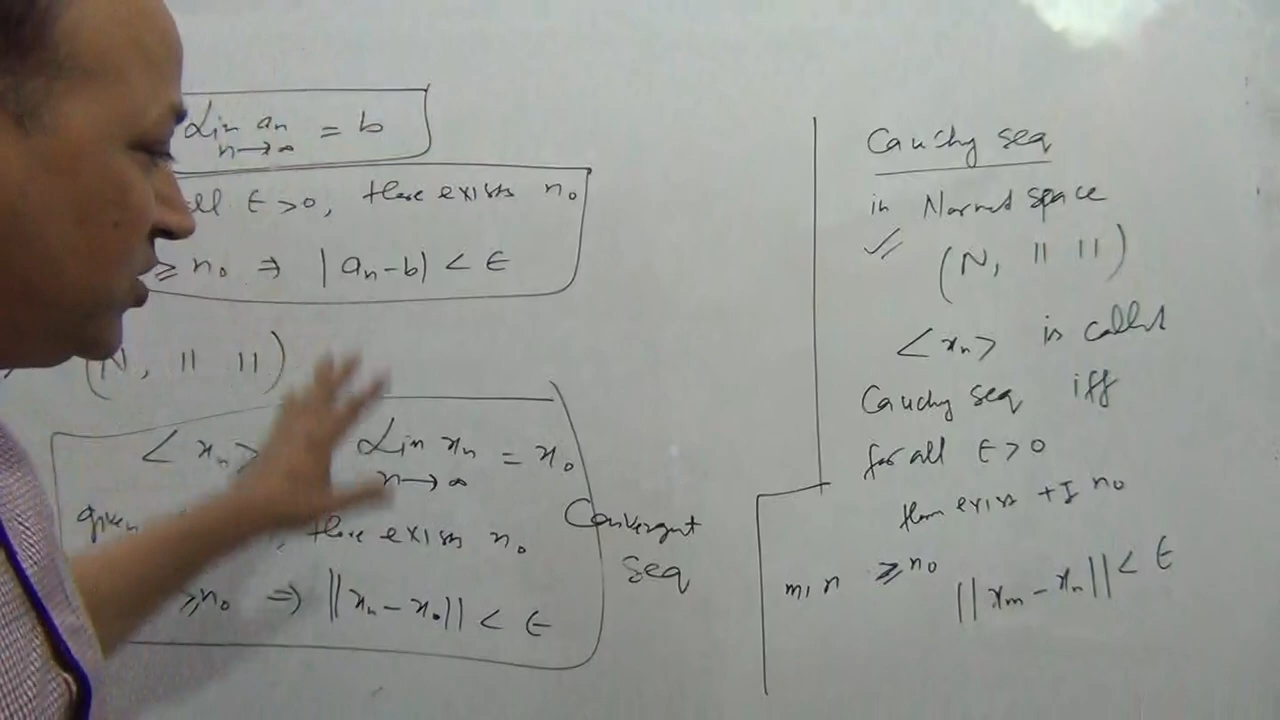 Lim an = b
n→∞
all ε > 0, there exists n₀
≥ n₀ ⇒ |an - b| < ε
(N, || ||)
<xn> Lim xn = x₀
n→∞
given , there exists n₀
≥ n₀ ⇒ ||xn - x₀|| < ε
Convergent
seq
Cauchy seq
in Normed space
(N, || ||)
<xn> is called
Cauchy seq iff
for all ε > 0
there exists +I n₀
m, n ≥ n₀
||xm - xn|| < ε